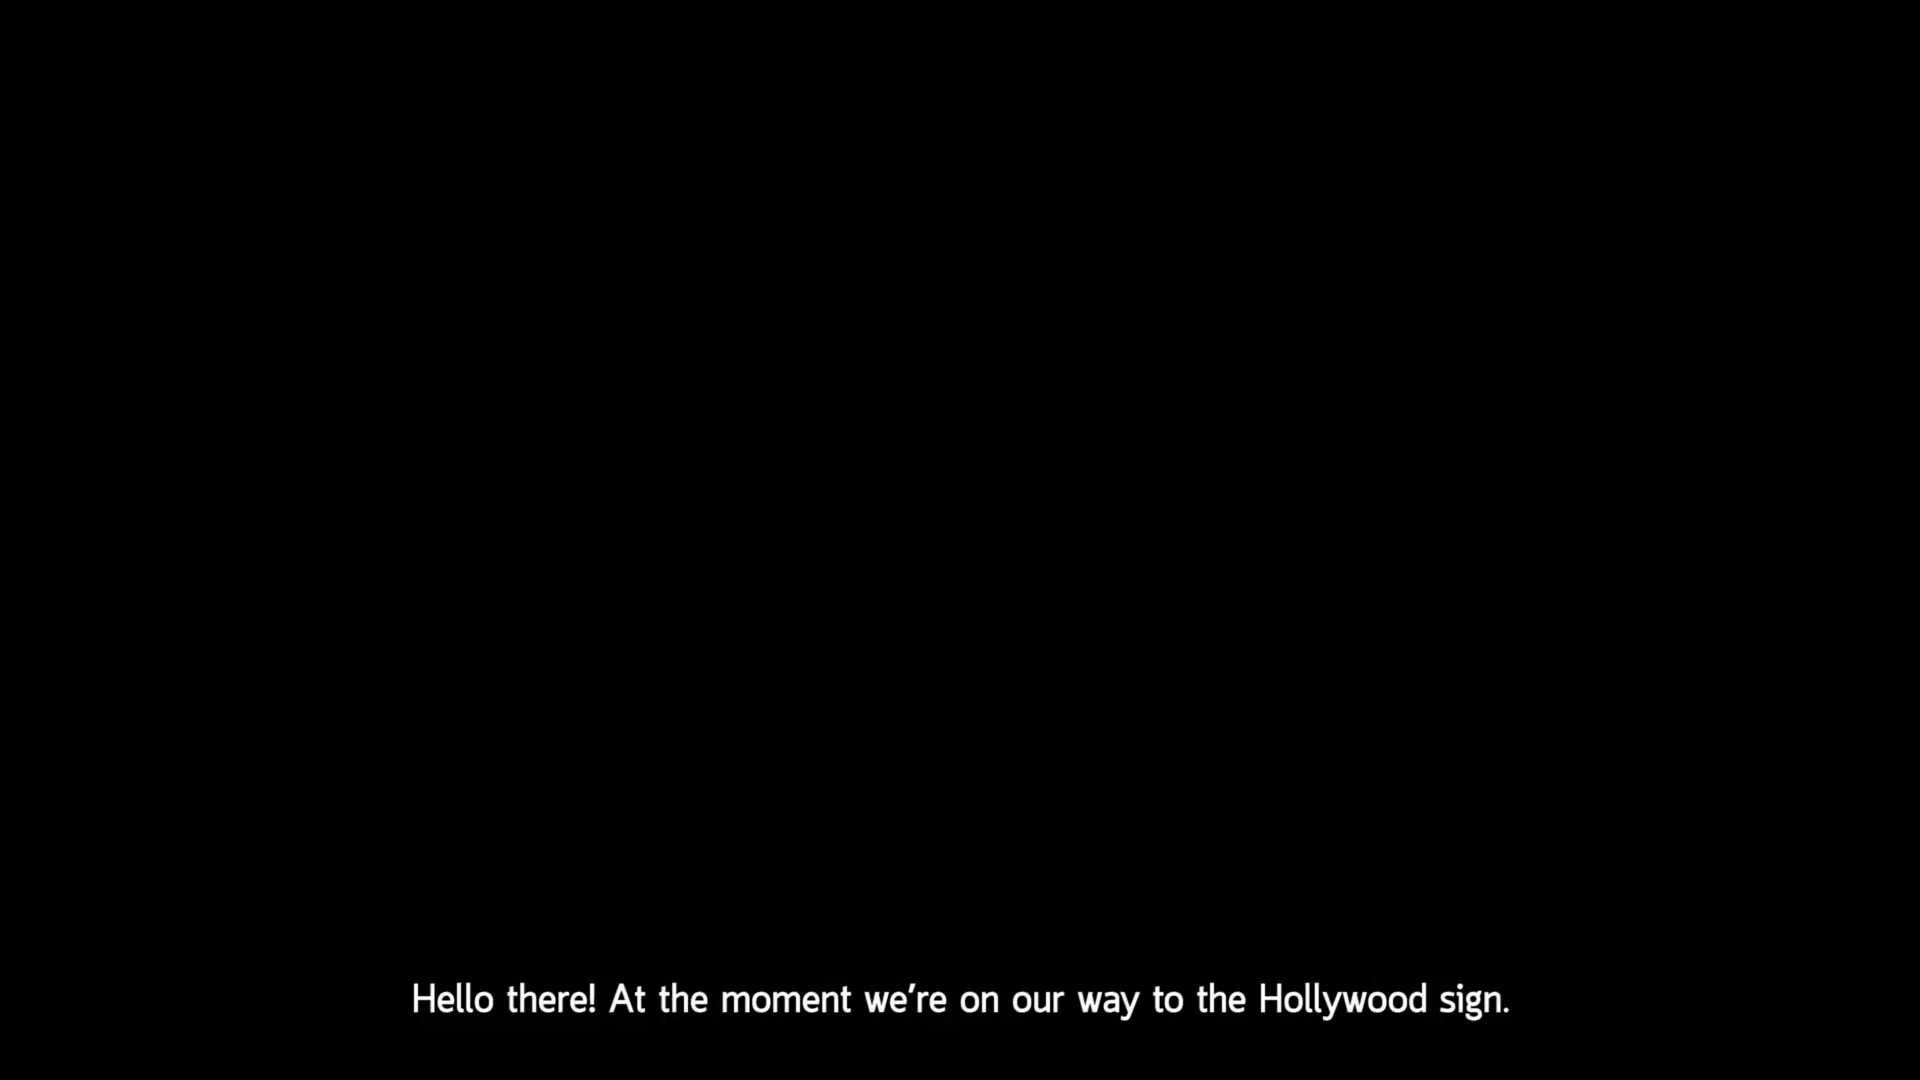 Hello there! At the moment we’re on our way to the Hollywood sign.